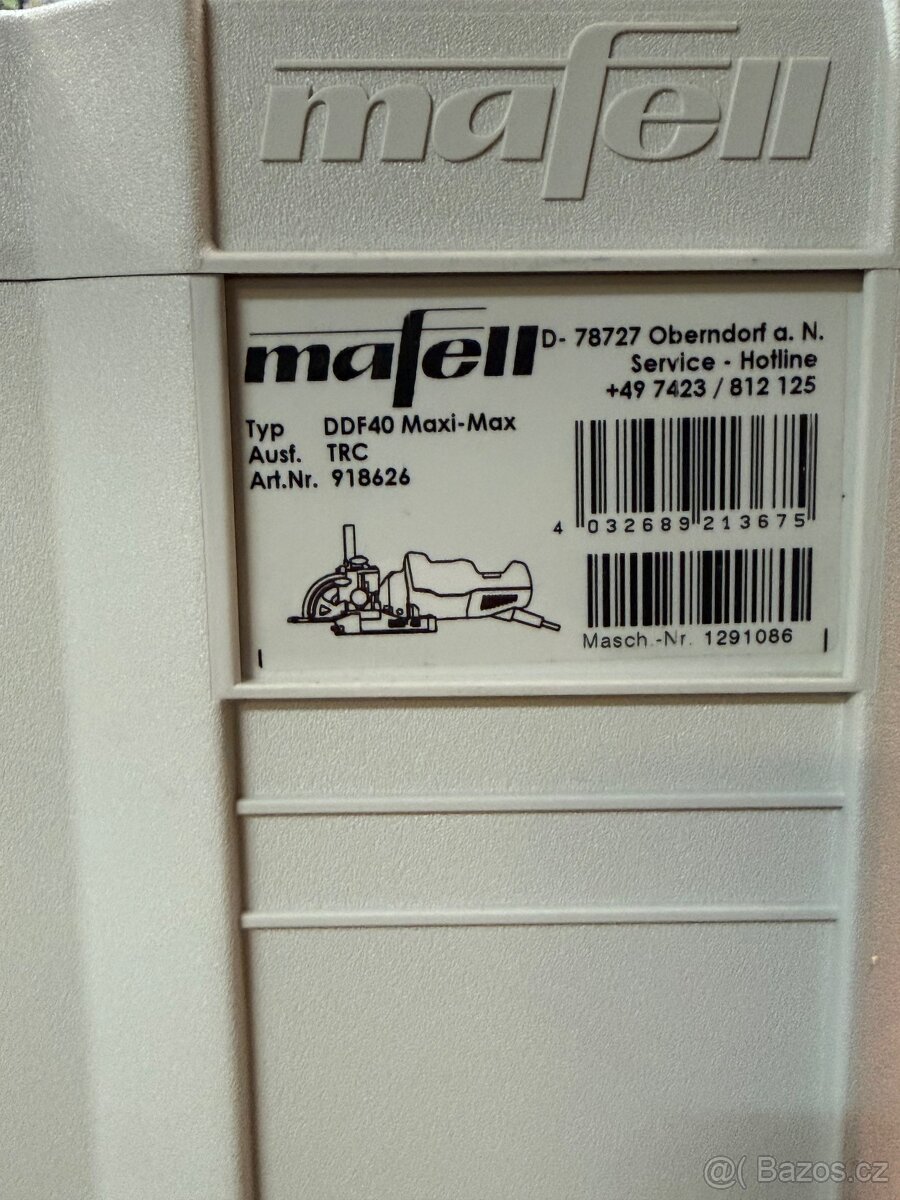 mafell
mafell
D- 78727 Oberndorf a. N.
Service - Hotline
+49 7423 / 812 125
Typ DDF40 Maxi-Max
Ausf. TRC
Art.Nr. 918626
4 032689 213675
Masch.-Nr. 1291086
@( Bazos.cz